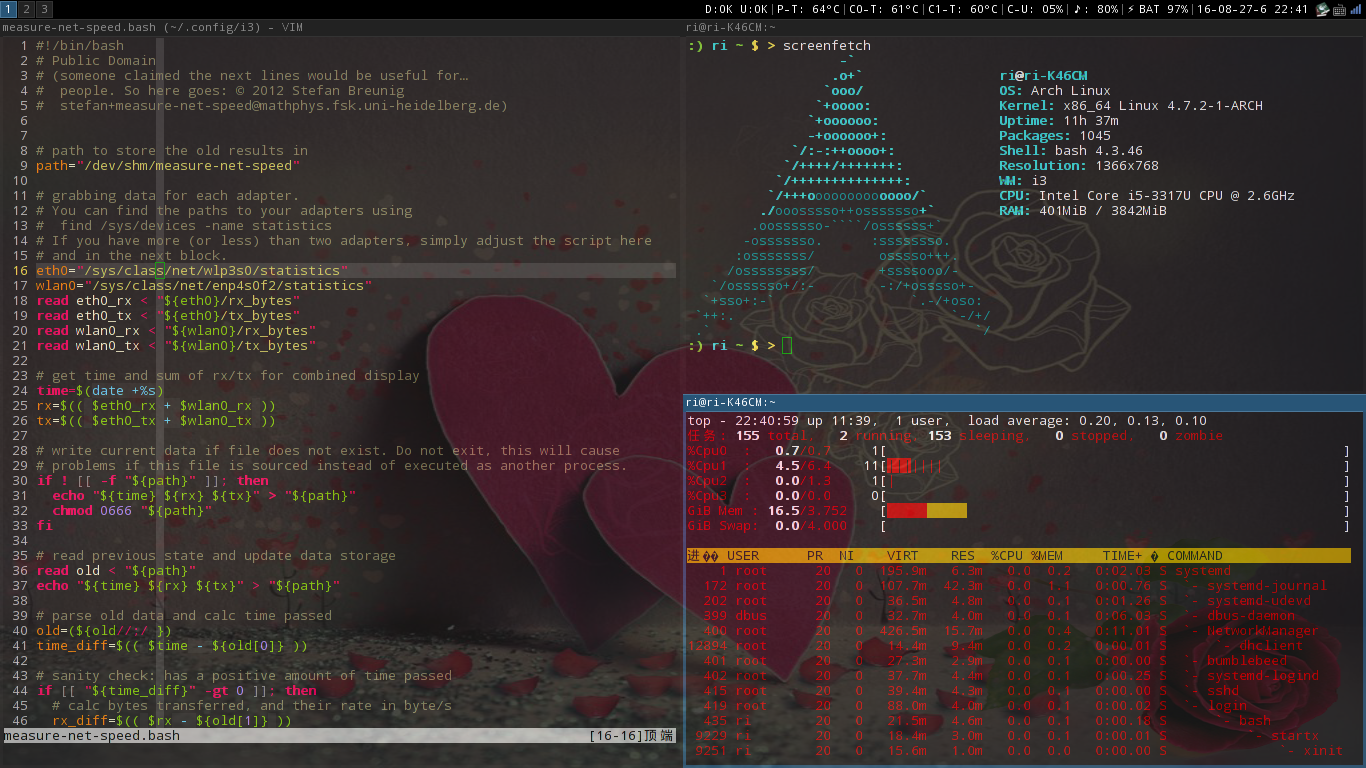 1 2 3 D:0K U:0K|P-T: 64°C|C0-T: 61°C|C1-T: 60°C|C-U: 05%|♪: 80%|⚡BAT 97%|16-08-27-6 22:41
measure-net-speed.bash (~/.config/i3) - VIM
1 #!/bin/bash
2 # Public Domain
3 # (someone claimed the next lines would be useful for…
4 #  people. So here goes: © 2012 Stefan Breunig
5 #  stefan+measure-net-speed@mathphys.fsk.uni-heidelberg.de)
6
7
8 # path to store the old results in
9 path="/dev/shm/measure-net-speed"
10
11 # grabbing data for each adapter.
12 # You can find the paths to your adapters using
13 #  find /sys/devices -name statistics
14 # If you have more (or less) than two adapters, simply adjust the script here
15 # and in the next block.
16 eth0="/sys/class/net/wlp3s0/statistics"
17 wlan0="/sys/class/net/enp4s0f2/statistics"
18 read eth0_rx < "${eth0}/rx_bytes"
19 read eth0_tx < "${eth0}/tx_bytes"
20 read wlan0_rx < "${wlan0}/rx_bytes"
21 read wlan0_tx < "${wlan0}/tx_bytes"
22
23 # get time and sum of rx/tx for combined display
24 time=$(date +%s)
25 rx=$(( $eth0_rx + $wlan0_rx ))
26 tx=$(( $eth0_tx + $wlan0_tx ))
27
28 # write current data if file does not exist. Do not exit, this will cause
29 # problems if this file is sourced instead of executed as another process.
30 if ! [[ -f "${path}" ]]; then
31   echo "${time} ${rx} ${tx}" > "${path}"
32   chmod 0666 "${path}"
33 fi
34
35 # read previous state and update data storage
36 read old < "${path}"
37 echo "${time} ${rx} ${tx}" > "${path}"
38
39 # parse old data and calc time passed
40 old=(${old//;/ })
41 time_diff=$(( $time - ${old[0]} ))
42
43 # sanity check: has a positive amount of time passed
44 if [[ "${time_diff}" -gt 0 ]]; then
45   # calc bytes transferred, and their rate in byte/s
46   rx_diff=$(( $rx - ${old[1]} ))
measure-net-speed.bash [16-16]顶端
ri@ri-K46CM:~
:) ri ~ $ > screenfetch
-`
.o+`
`ooo/
`+oooo:
`+oooooo:
-+oooooo+:
`/:-:++oooo+:
`/++++/+++++++:
`/++++++++++++++:
`/+++ooooooooooooo/`
./ooosssso++osssssso+`
.oossssso-````/ossssss+`
-osssssso.      :ssssssso.
:osssssss/        osssso+++.
/ossssssss/        +ssssooo/-
`/ossssso+/:-        -:/+osssso+-
`+sso+:-`                 `.-/+oso:
`++:.                           `-/+/
.`                                 `/
ri@ri-K46CM
OS: Arch Linux
Kernel: x86_64 Linux 4.7.2-1-ARCH
Uptime: 11h 37m
Packages: 1045
Shell: bash 4.3.46
Resolution: 1366x768
WM: i3
CPU: Intel Core i5-3317U CPU @ 2.6GHz
RAM: 401MiB / 3842MiB
:) ri ~ $ >
ri@ri-K46CM:~
top - 22:40:59 up 11:39,  1 user,  load average: 0.20, 0.13, 0.10
任务: 155 total,   2 running, 153 sleeping,   0 stopped,   0 zombie
%Cpu0  :   0.7/0.7     1[ ]
%Cpu1  :   4.5/6.4    11[||||||| ]
%Cpu2  :   0.0/1.3     1[| ]
%Cpu3  :   0.0/0.0     0[ ]
GiB Mem : 16.5/3.752   [ ]
GiB Swap:  0.0/4.000   [ ]
进�� USER PR NI VIRT RES %CPU %MEM TIME+ � COMMAND
1 root 20 0 195.9m 6.3m 0.0 0.2 0:02.03 S systemd
172 root 20 0 107.7m 42.3m 0.0 1.1 0:00.76 S `- systemd-journal
202 root 20 0 36.5m 4.8m 0.0 0.1 0:01.26 S `- systemd-udevd
399 dbus 20 0 32.7m 4.0m 0.0 0.1 0:06.03 S `- dbus-daemon
400 root 20 0 426.5m 15.7m 0.0 0.4 0:11.01 S `- NetworkManager
12894 root 20 0 14.4m 9.4m 0.0 0.2 0:00.01 S `- dhclient
401 root 20 0 27.3m 2.9m 0.0 0.1 0:00.00 S `- bumblebeed
402 root 20 0 37.7m 4.4m 0.0 0.1 0:00.25 S `- systemd-logind
415 root 20 0 39.4m 4.3m 0.0 0.1 0:00.00 S `- sshd
419 root 20 0 88.0m 4.0m 0.0 0.1 0:00.02 S `- login
435 ri 20 0 21.5m 4.6m 0.0 0.1 0:00.18 S `- bash
9229 ri 20 0 18.4m 3.0m 0.0 0.1 0:00.01 S `- startx
9251 ri 20 0 15.6m 1.0m 0.0 0.0 0:00.00 S `- xinit